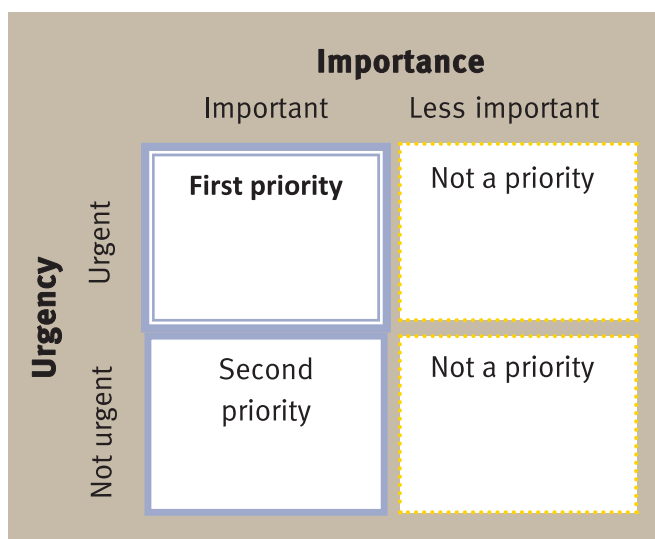 Importance
Important
Less important
Urgency
Urgent
First priority
Not a priority
Not urgent
Second
priority
Not a priority